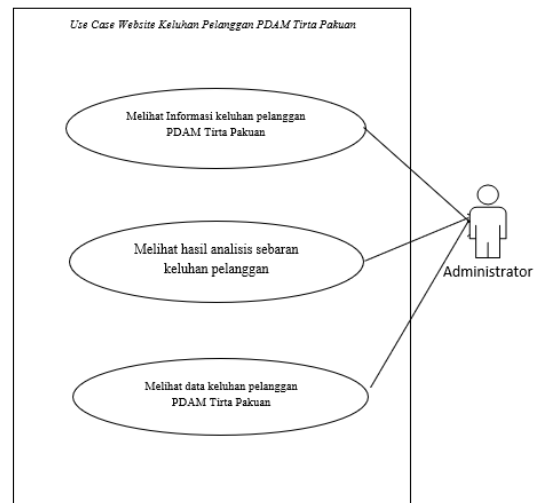 Use Case Website Keluhan Pelanggan PDAM Tirta Pakuan
Melihat Informasi keluhan pelanggan
PDAM Tirta Pakuan
Melihat hasil analisis sebaran
keluhan pelanggan
Melihat data keluhan pelanggan
PDAM Tirta Pakuan
Administrator